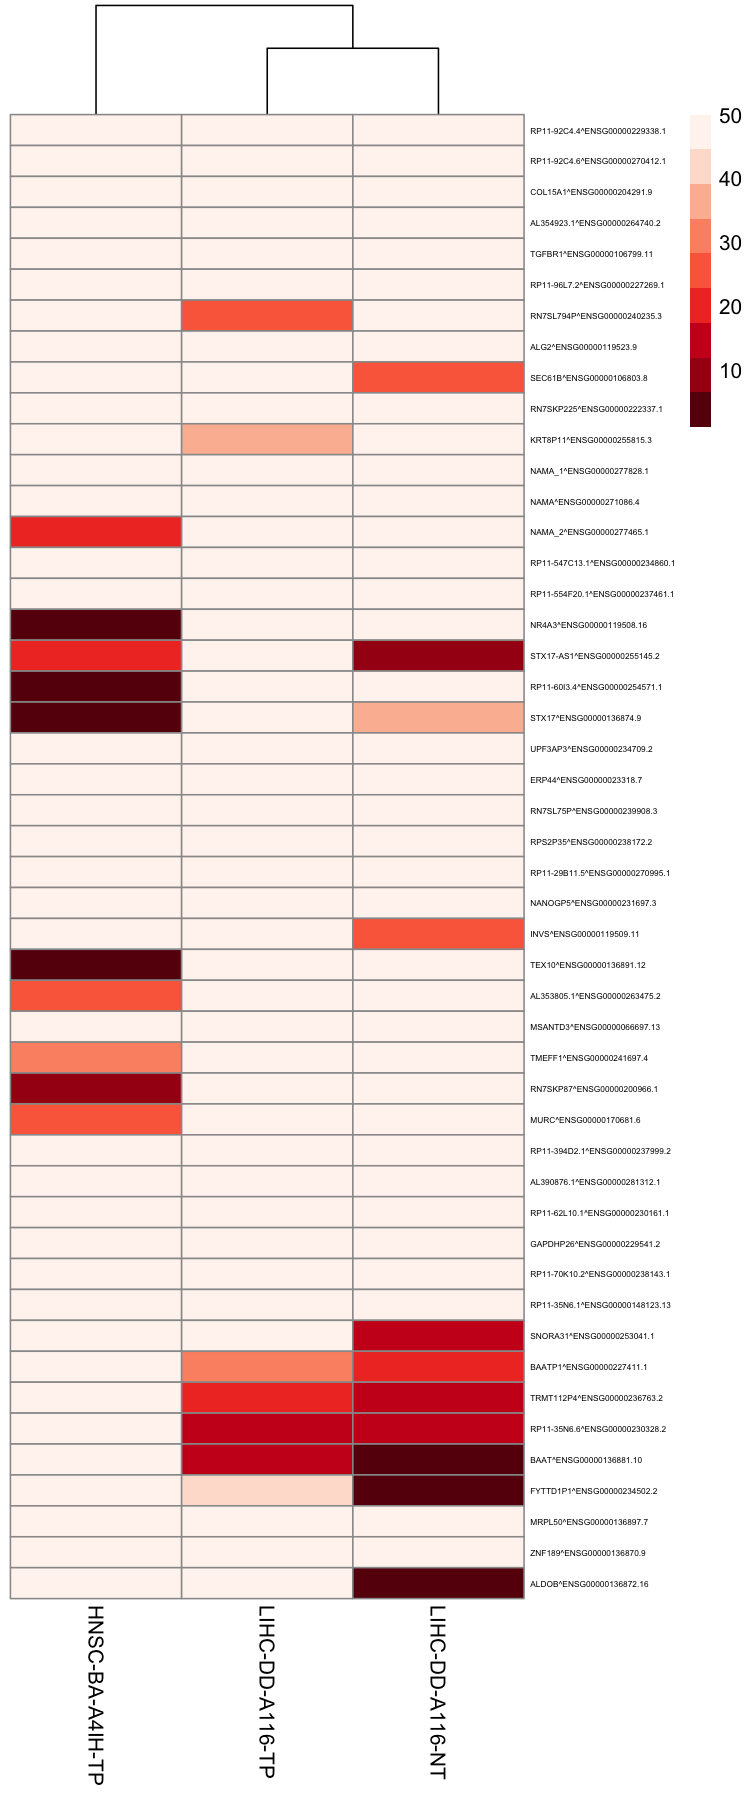 50
40
30
20
10
RP11-92C4.4^ENSG00000229338.1
RP11-92C4.6^ENSG00000270412.1
COL15A1^ENSG00000204291.9
AL354923.1^ENSG00000264740.2
TGFBR1^ENSG00000106799.11
RP11-96L7.2^ENSG00000227269.1
RN7SL794P^ENSG00000240235.3
ALG2^ENSG00000119523.9
SEC61B^ENSG00000106803.8
RN7SKP225^ENSG00000222337.1
KRT8P11^ENSG00000255815.3
NAMA_1^ENSG00000277828.1
NAMA^ENSG00000271086.4
NAMA_2^ENSG00000277465.1
RP11-547C13.1^ENSG00000234860.1
RP11-554F20.1^ENSG00000237461.1
NR4A3^ENSG00000119508.16
STX17-AS1^ENSG00000255145.2
RP11-60I3.4^ENSG00000254571.1
STX17^ENSG00000136874.9
UPF3AP3^ENSG00000234709.2
ERP44^ENSG00000023318.7
RN7SL75P^ENSG00000239908.3
RPS2P35^ENSG00000238172.2
RP11-29B11.5^ENSG00000270995.1
NANOGP5^ENSG00000231697.3
INVS^ENSG00000119509.11
TEX10^ENSG00000136891.12
AL353805.1^ENSG00000263475.2
MSANTD3^ENSG00000066697.13
TMEFF1^ENSG00000241697.4
RN7SKP87^ENSG00000200966.1
MURC^ENSG00000170681.6
RP11-394D2.1^ENSG00000237999.2
AL390876.1^ENSG00000281312.1
RP11-62L10.1^ENSG00000230161.1
GAPDHP26^ENSG00000229541.2
RP11-70K10.2^ENSG00000238143.1
RP11-35N6.1^ENSG00000148123.13
SNORA31^ENSG00000253041.1
BAATP1^ENSG00000227411.1
TRMT112P4^ENSG00000236763.2
RP11-35N6.6^ENSG00000230328.2
BAAT^ENSG00000136881.10
FYTTD1P1^ENSG00000234502.2
MRPL50^ENSG00000136897.7
ZNF189^ENSG00000136870.9
ALDOB^ENSG00000136872.16
HNSC-BA-A4IH-TP
LIHC-DD-A116-TP
LIHC-DD-A116-NT